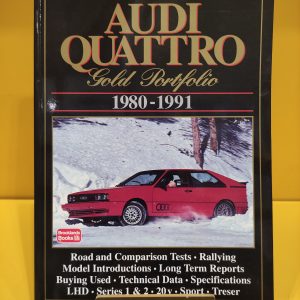 AUDI
QUATTRO
Gold Portfolio
1980-1991
Brooklands
Books
Road and Comparison Tests • Rallying
Model Introductions • Long Term Reports
Buying Used • Technical Data • Specifications
LHD • Series 1 & 2 • 20v • Sport • Treser